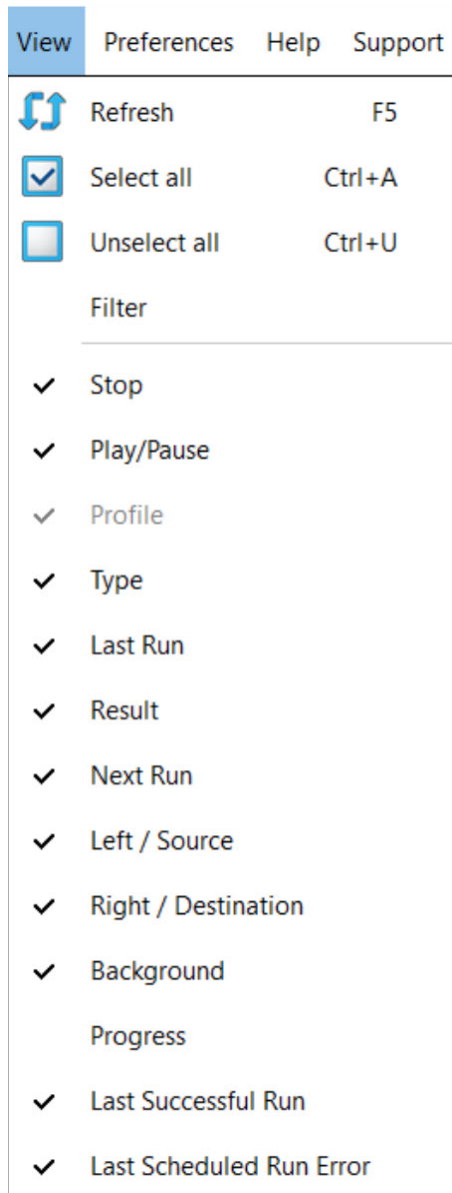 View Preferences Help Support
Refresh F5
Select all Ctrl+A
Unselect all Ctrl+U
Filter
Stop
Play/Pause
Profile
Type
Last Run
Result
Next Run
Left / Source
Right / Destination
Background
Progress
Last Successful Run
Last Scheduled Run Error